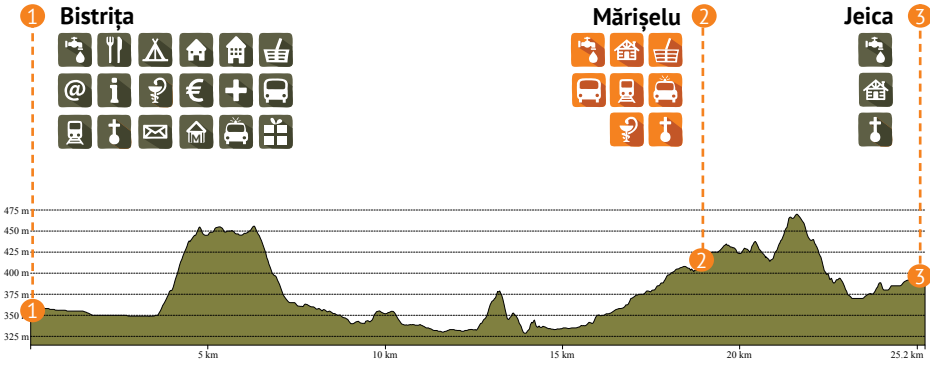 1 Bistrița
Mărișelu 2
Jeica 3
@ i €
M
475 m
450 m
425 m
400 m
375 m
350 m
325 m
1
2
3
5 km
10 km
15 km
20 km
25.2 km